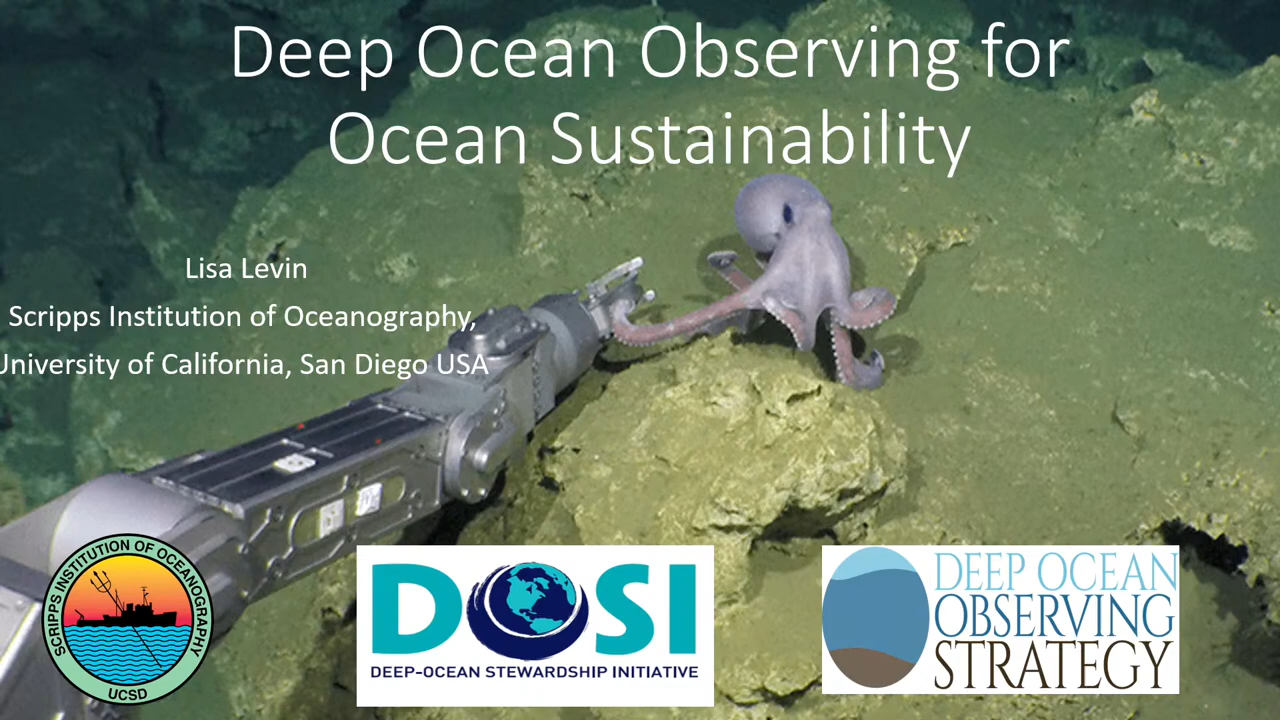 Deep Ocean Observing for
Ocean Sustainability
Lisa Levin
Scripps Institution of Oceanography,
University of California, San Diego USA
SCRIPPS INSTITUTION OF OCEANOGRAPHY
UCSD
DOSI
DEEP-OCEAN STEWARDSHIP INITIATIVE
DEEP OCEAN
OBSERVING
STRATEGY